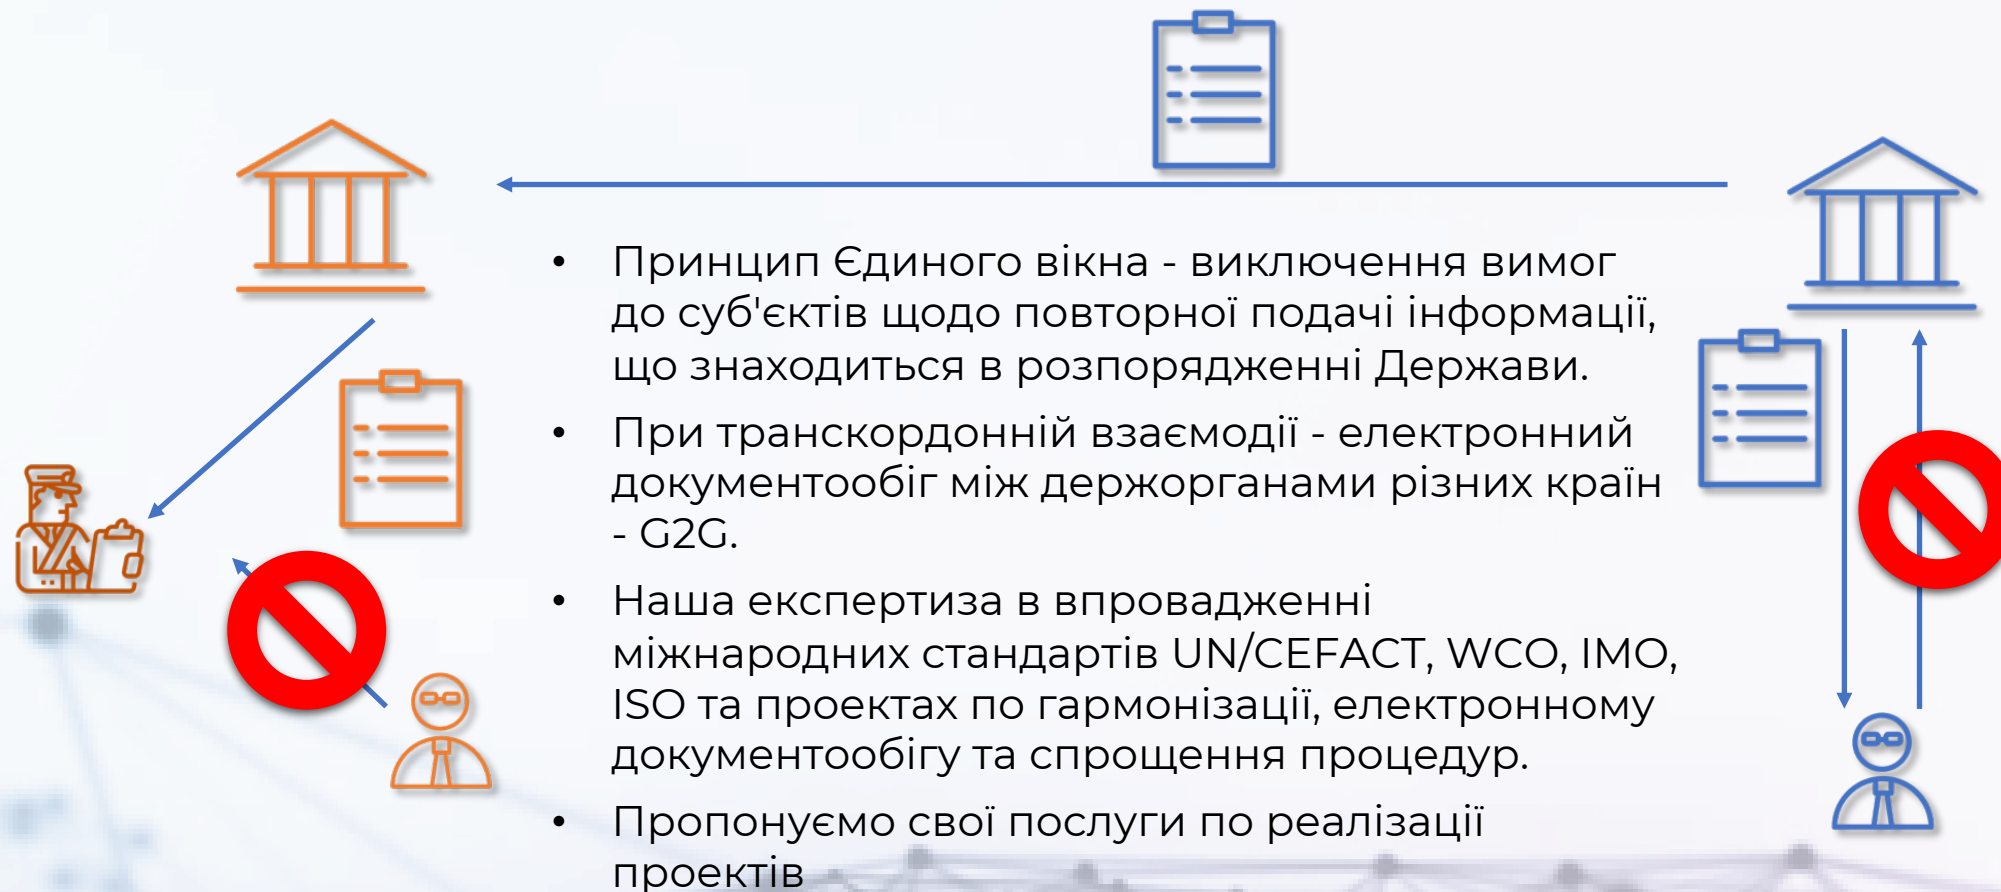 • Принцип Єдиного вікна - виключення вимог
до суб'єктів щодо повторної подачі інформації,
що знаходиться в розпорядженні Держави.
• При транскордонній взаємодії - електронний
документообіг між держорганами різних країн
- G2G.
• Наша експертиза в впровадженні
міжнародних стандартів UN/CEFACT, WCO, IMO,
ISO та проектах по гармонізації, електронному
документообігу та спрощення процедур.
• Пропонуємо свої послуги по реалізації
проектів